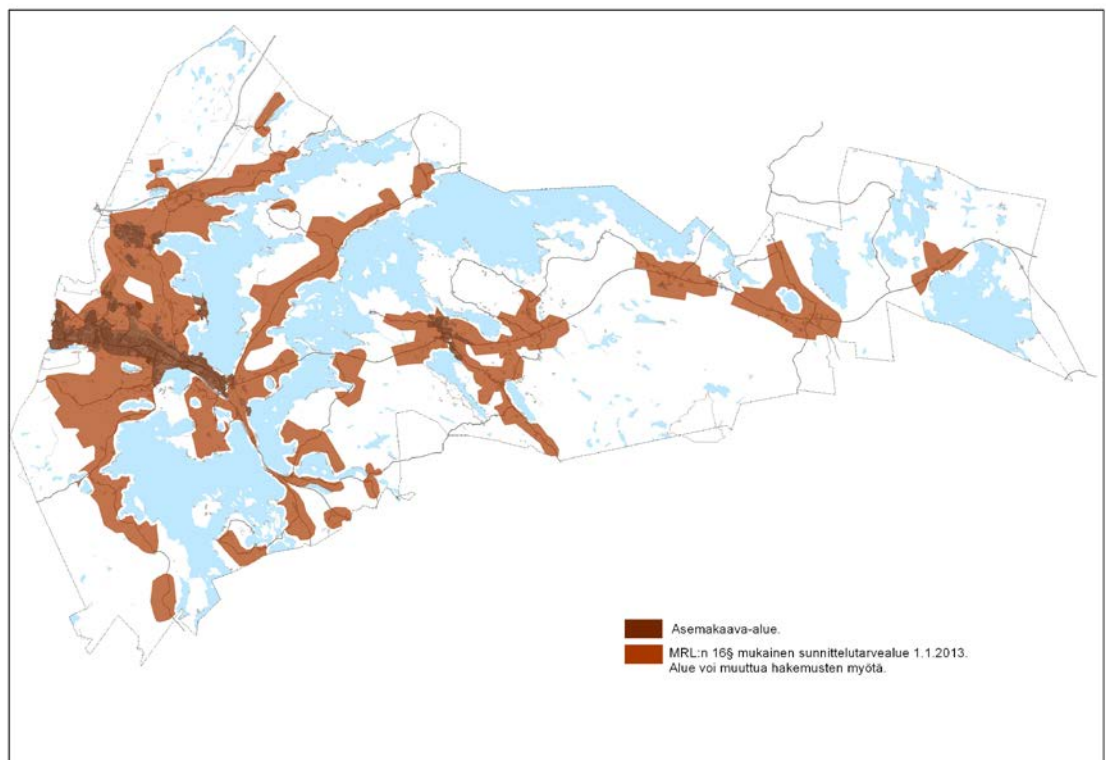 Asemakaava-alue.
MRL:n 16§ mukainen sunnittelutarvealue 1.1.2013.
Alue voi muuttua hakemusten myötä.